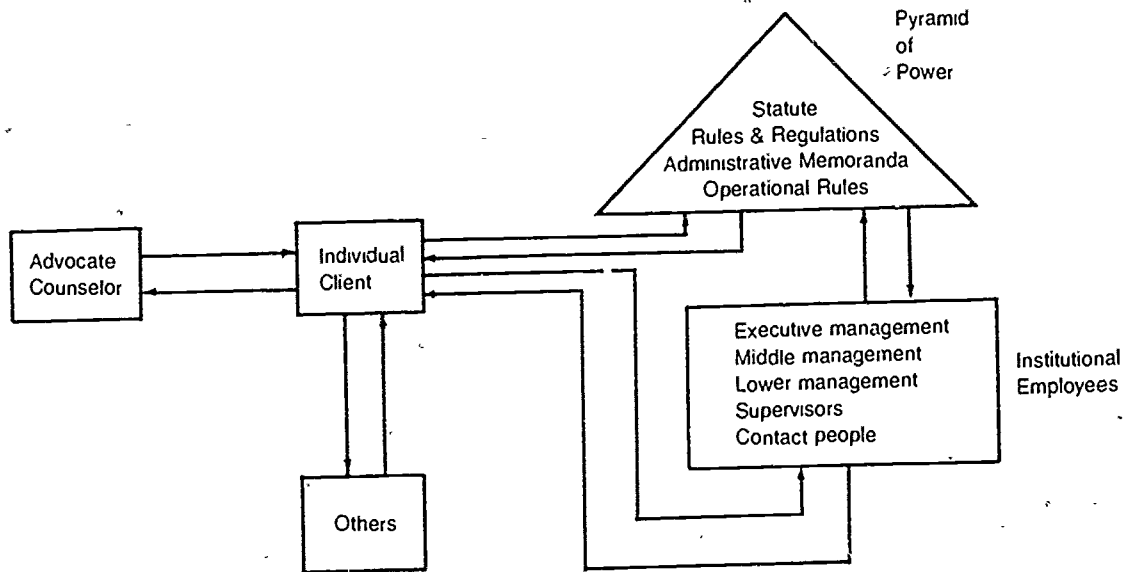 Pyramid
of
Power
Statute
Rules & Regulations
Administrative Memoranda
Operational Rules
Advocate
Counselor
Individual
Client
Executive management
Middle management
Lower management
Supervisors
Contact people
Institutional
Employees
Others